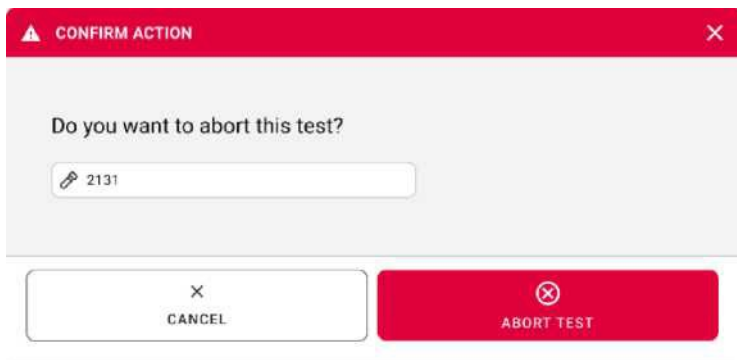 CONFIRM ACTION
Do you want to abort this test?
2131
CANCEL
ABORT TEST